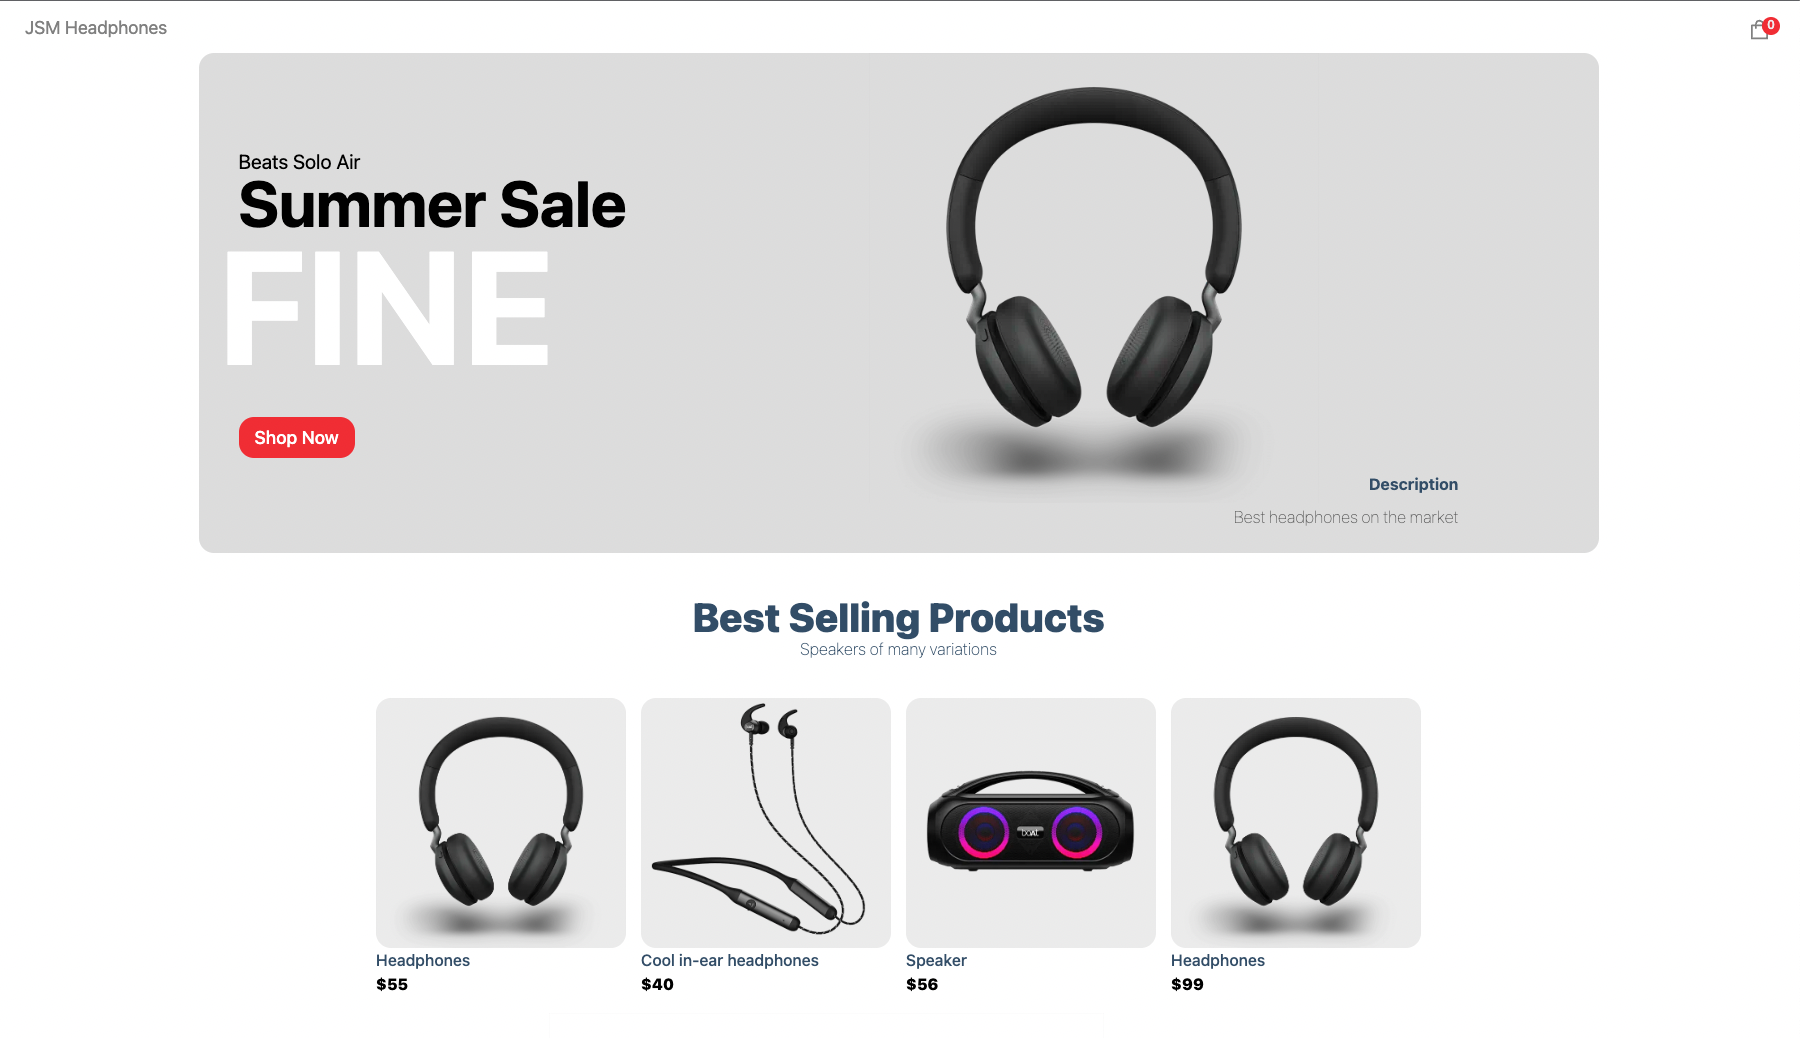 JSM Headphones
0
Beats Solo Air
Summer Sale
FINE
Shop Now
Description
Best headphones on the market
Best Selling Products
Speakers of many variations
Headphones
$55
Cool in-ear headphones
$40
Speaker
$56
Headphones
$99